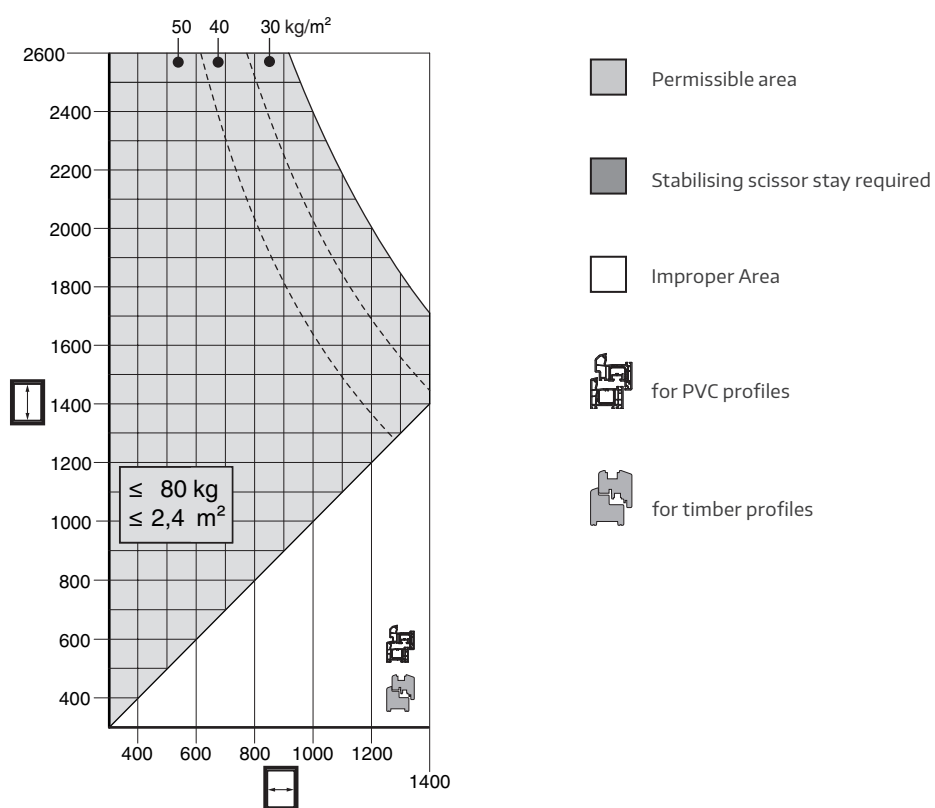 50 40 30 kg/m²
2600
2400
2200
2000
1800
1600
1400
1200
1000
800
600
400
≤ 80 kg
≤ 2,4 m²
400 600 800 1000 1200
1400
Permissible area
Stabilising scissor stay required
Improper Area
for PVC profiles
for timber profiles